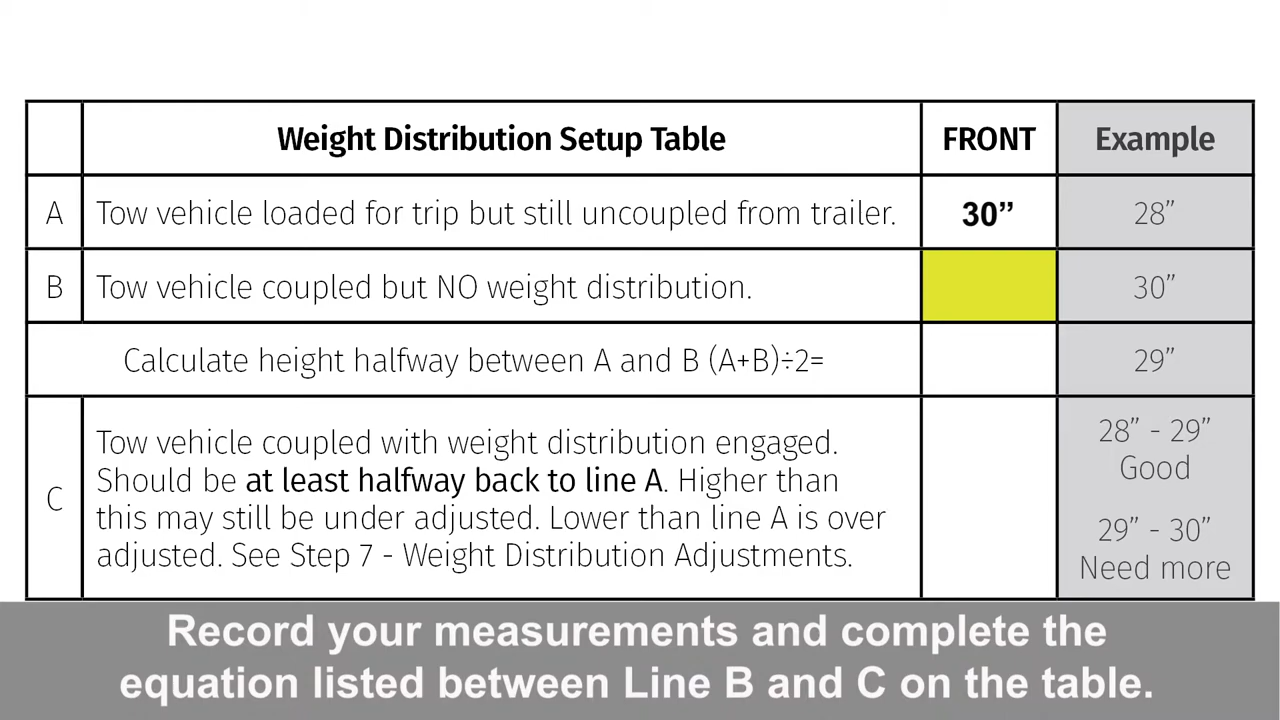 Weight Distribution Setup Table FRONT Example
A Tow vehicle loaded for trip but still uncoupled from trailer. 30’’ 28”
B Tow vehicle coupled but NO weight distribution. 30”
Calculate height halfway between A and B (A+B)÷2= 29”
C Tow vehicle coupled with weight distribution engaged.
Should be at least halfway back to line A. Higher than
this may still be under adjusted. Lower than line A is over
adjusted. See Step 7 - Weight Distribution Adjustments.
28” - 29”
Good
29” - 30”
Need more
Record your measurements and complete the
equation listed between Line B and C on the table.